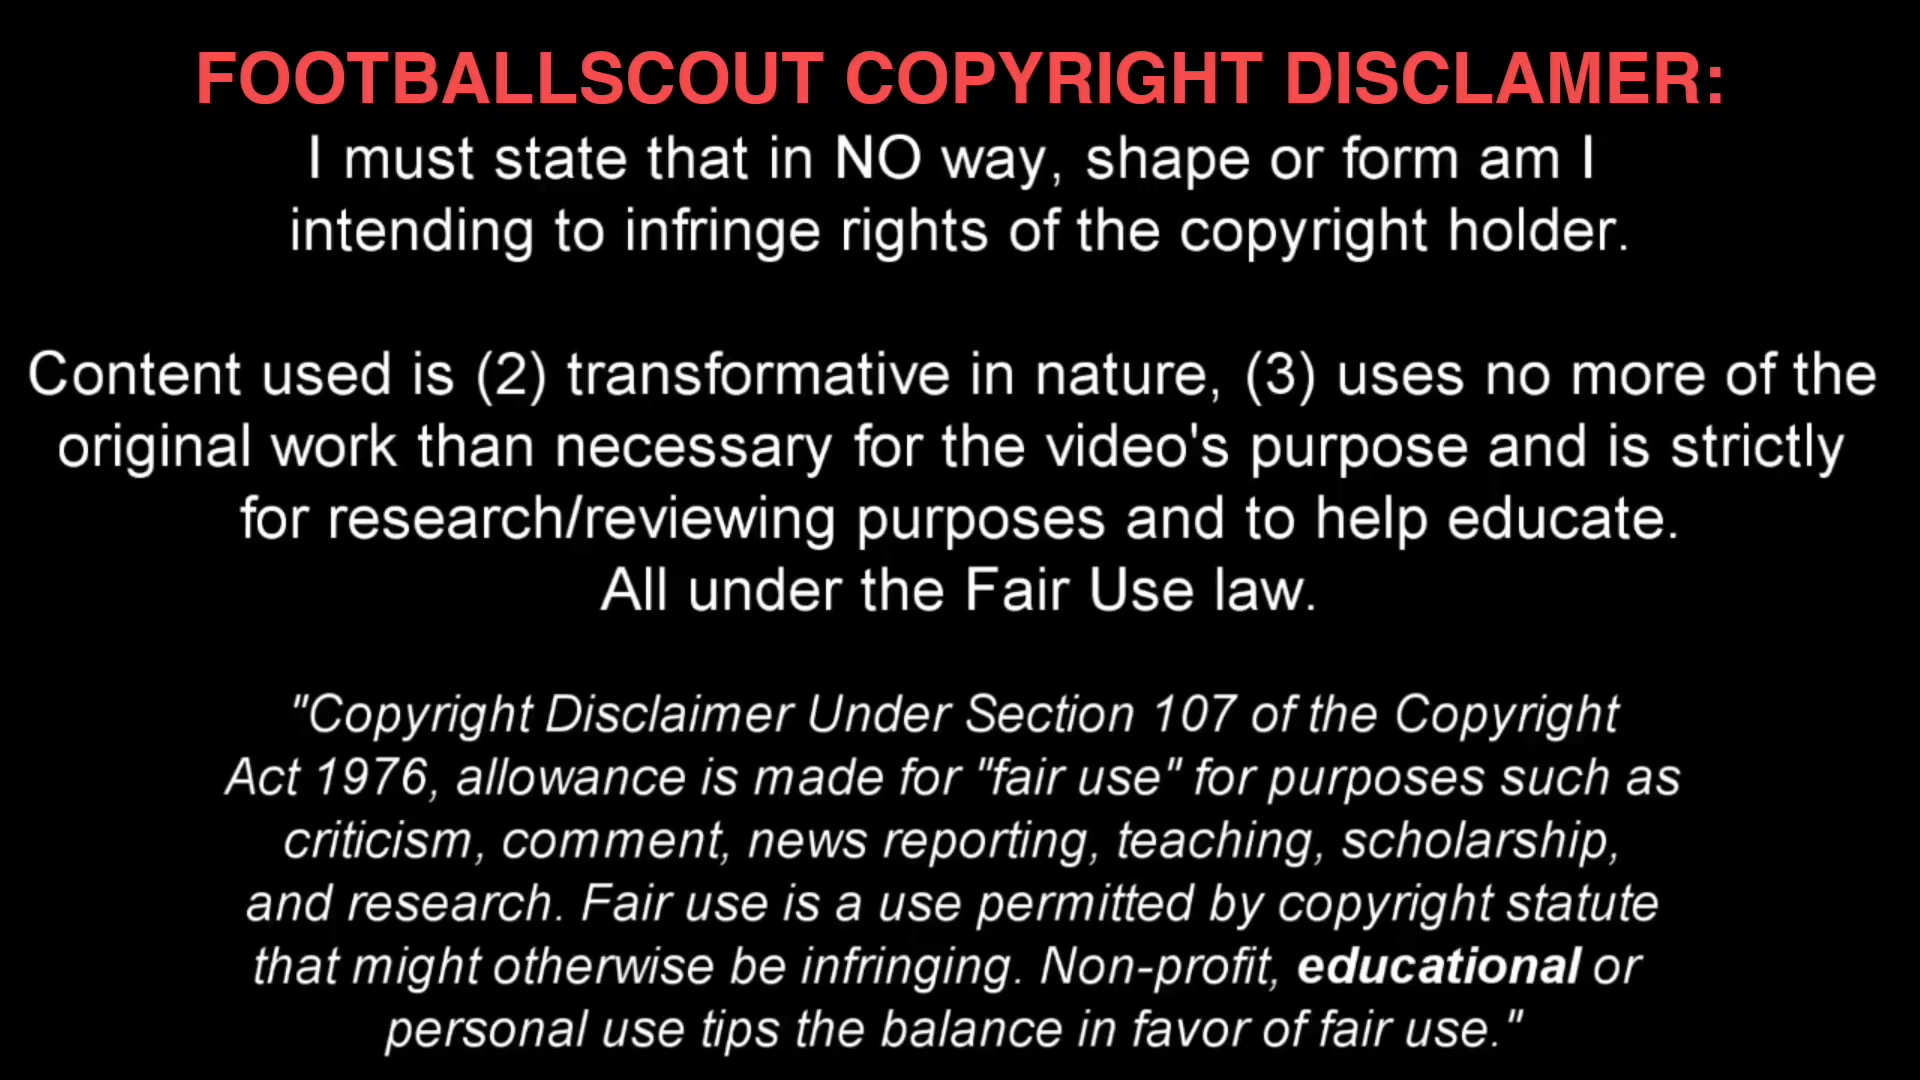 FOOTBALLSCOUT COPYRIGHT DISCLAMER:
I must state that in NO way, shape or form am I
intending to infringe rights of the copyright holder.
Content used is (2) transformative in nature, (3) uses no more of the
original work than necessary for the video's purpose and is strictly
for research/reviewing purposes and to help educate.
All under the Fair Use law.
"Copyright Disclaimer Under Section 107 of the Copyright
Act 1976, allowance is made for "fair use" for purposes such as
criticism, comment, news reporting, teaching, scholarship,
and research. Fair use is a use permitted by copyright statute
that might otherwise be infringing. Non-profit, educational or
personal use tips the balance in favor of fair use."